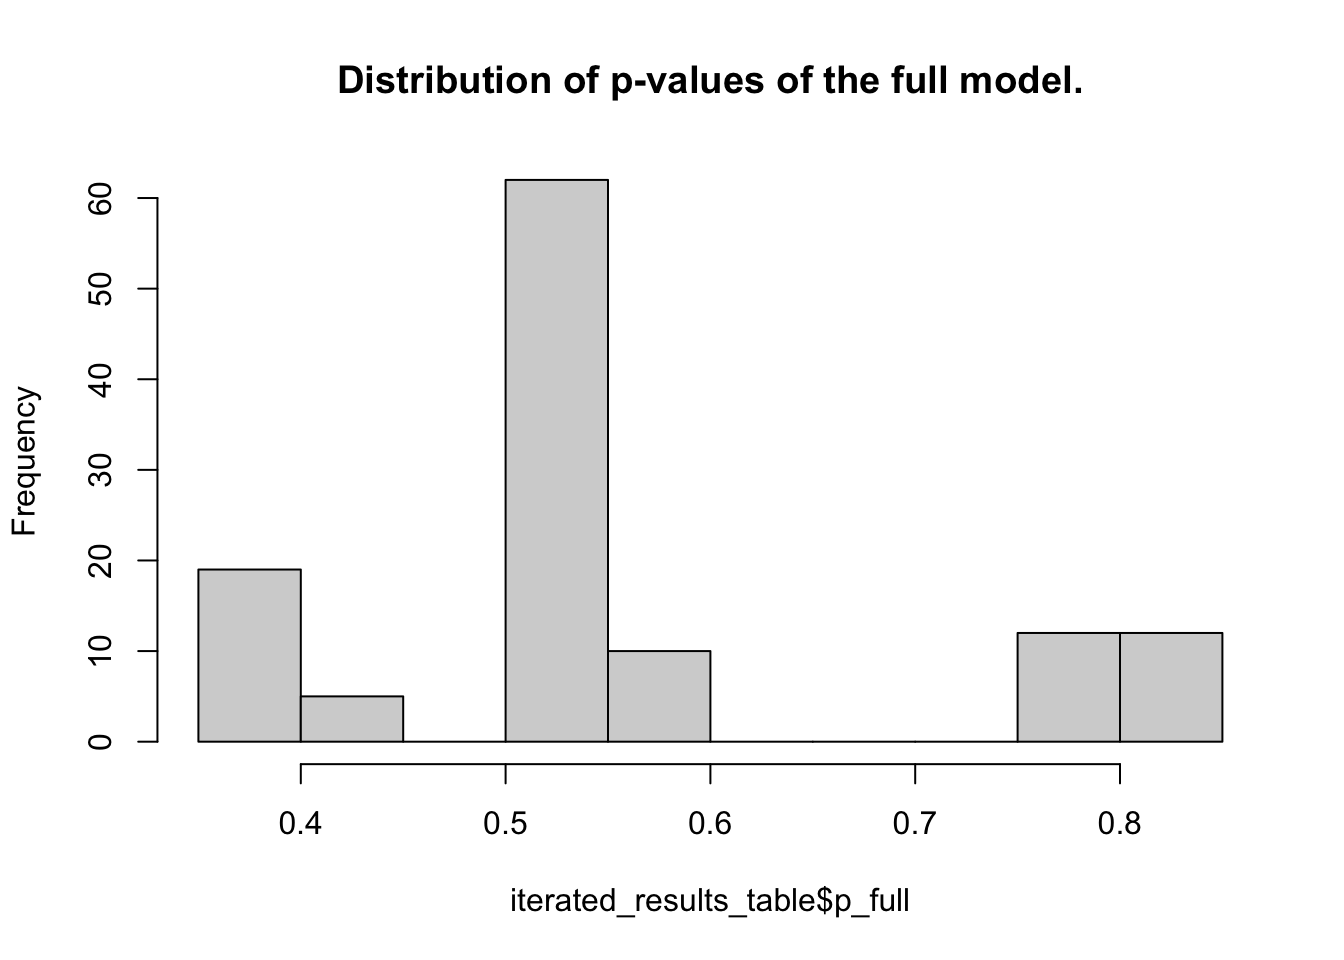 Distribution of p-values of the full model.
Frequency
60
50
40
30
20
10
0
0.4 0.5 0.6 0.7 0.8
iterated_results_table$p_full